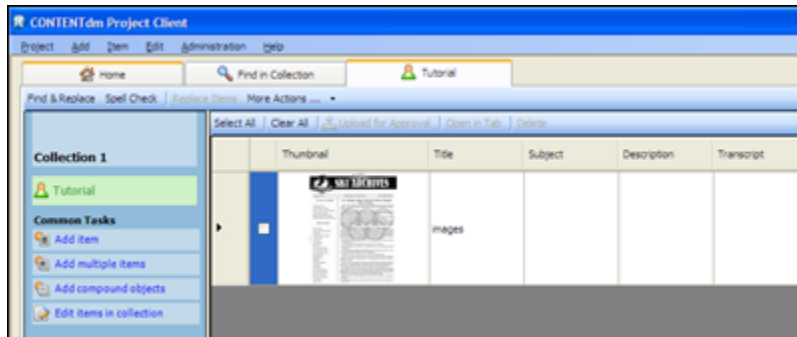 CONTENTdm Project Client
Project Add Item Edit Administration Help
Home Find in Collection Tutorial
Find & Replace Spell Check Replace Items More Actions ....
Select All Clear All Upload for Approval Open in Tab Delete
Collection 1
Tutorial
Common Tasks
Add item
Add multiple items
Add compound objects
Edit items in collection
Thumbnail Title Subject Description Transcript
SKI ARCHIVES
images